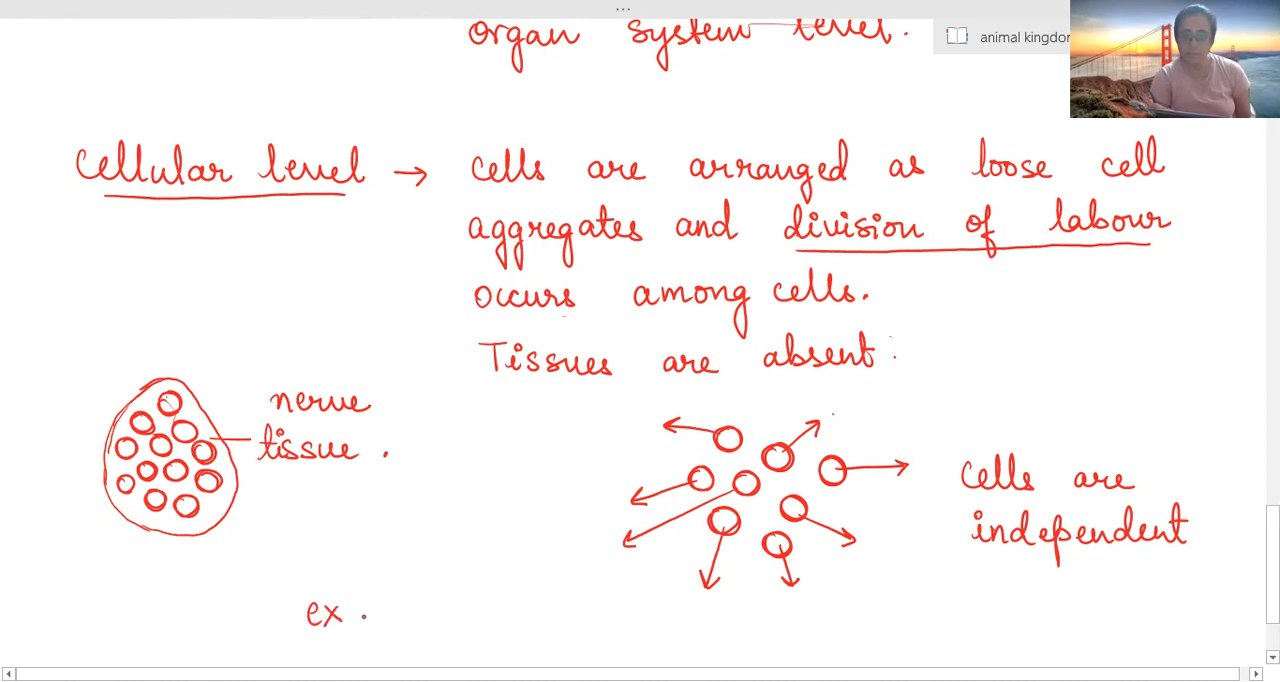 organ system level.
animal kingdom
Cellular level → cells are arranged as loose cell
aggregates and division of labour
occurs among cells.
Tissues are absent.
nerve
tissue.
cells are
independent
ex.